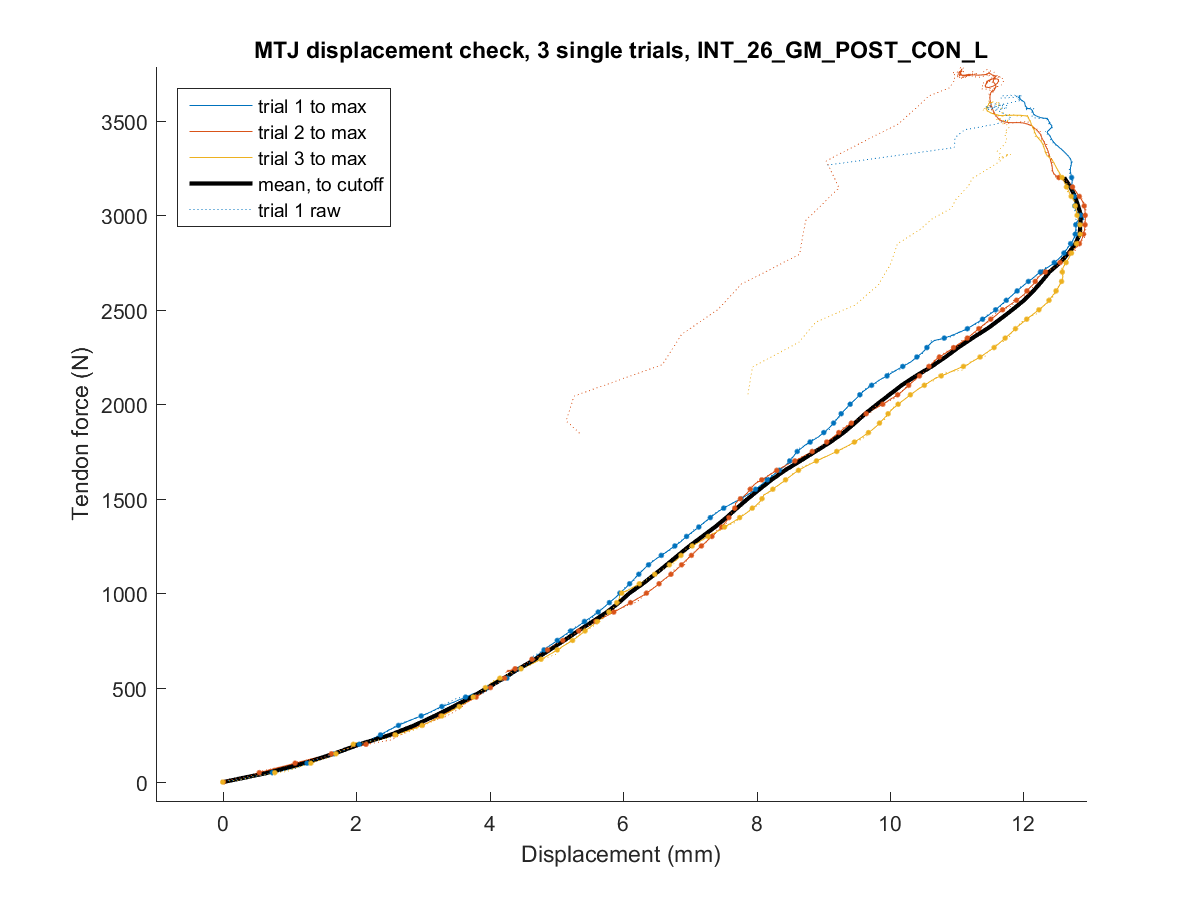 MTJ displacement check, 3 single trials, INT_26_GM_POST_CON_L
trial 1 to max
trial 2 to max
trial 3 to max
mean, to cutoff
trial 1 raw
3500
3000
2500
2000
1500
1000
500
0
Tendon force (N)
0 2 4 6 8 10 12
Displacement (mm)